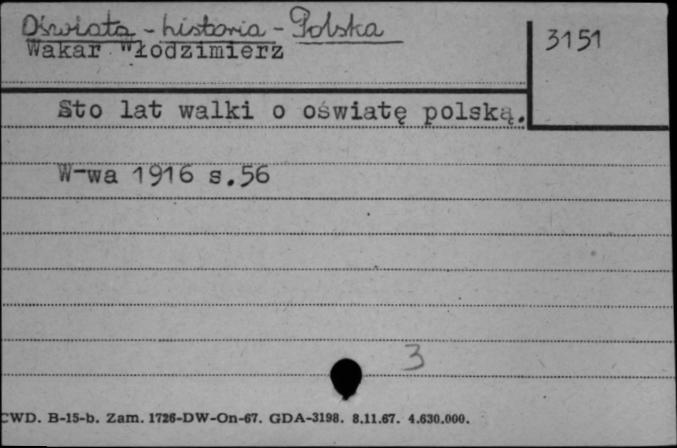 Oświata - historia - Polska
3151
Wakar Włodzimierz
Sto lat walki o oświatę polską.
W-wa 1916 s.56
3
CWD. B-15-b. Zam. 1726-DW-On-67. GDA-3198. 8.11.67. 4.630.000.